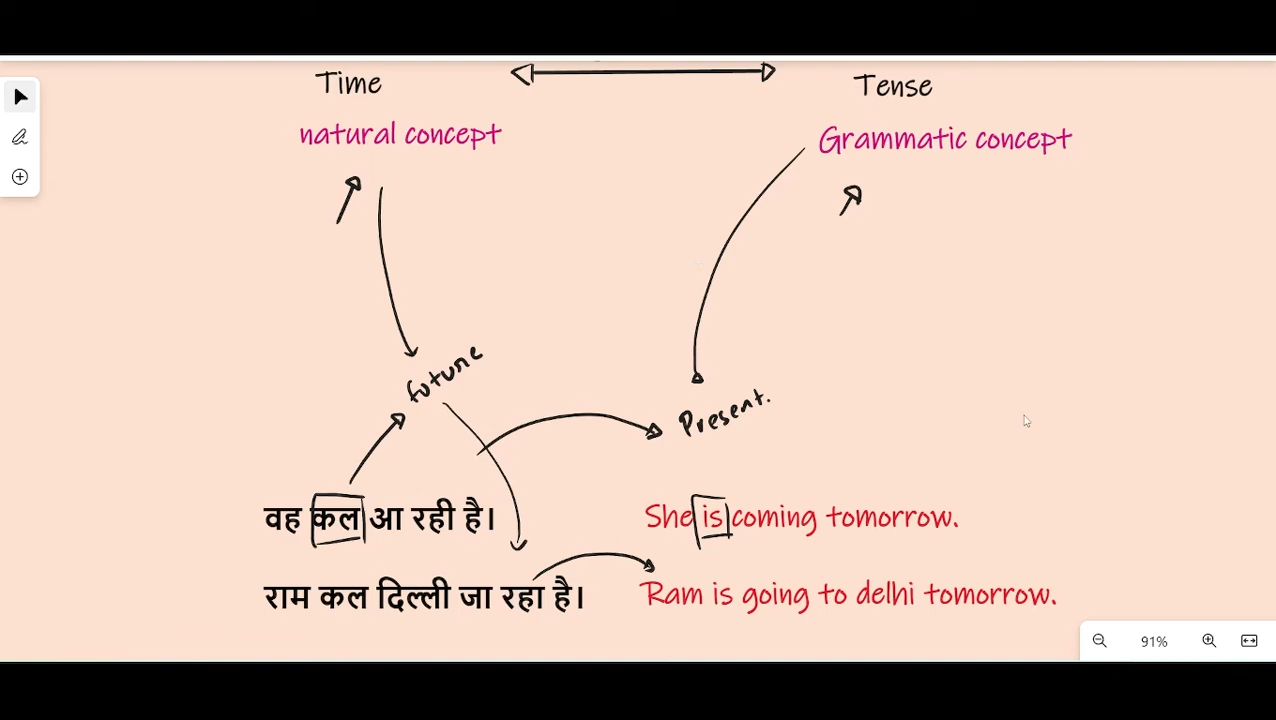 Time
Tense
natural concept
Grammatic concept
future
Present.
वह कल आ रही है।
She is coming tomorrow.
राम कल दिल्ली जा रहा है।
Ram is going to delhi tomorrow.
91%